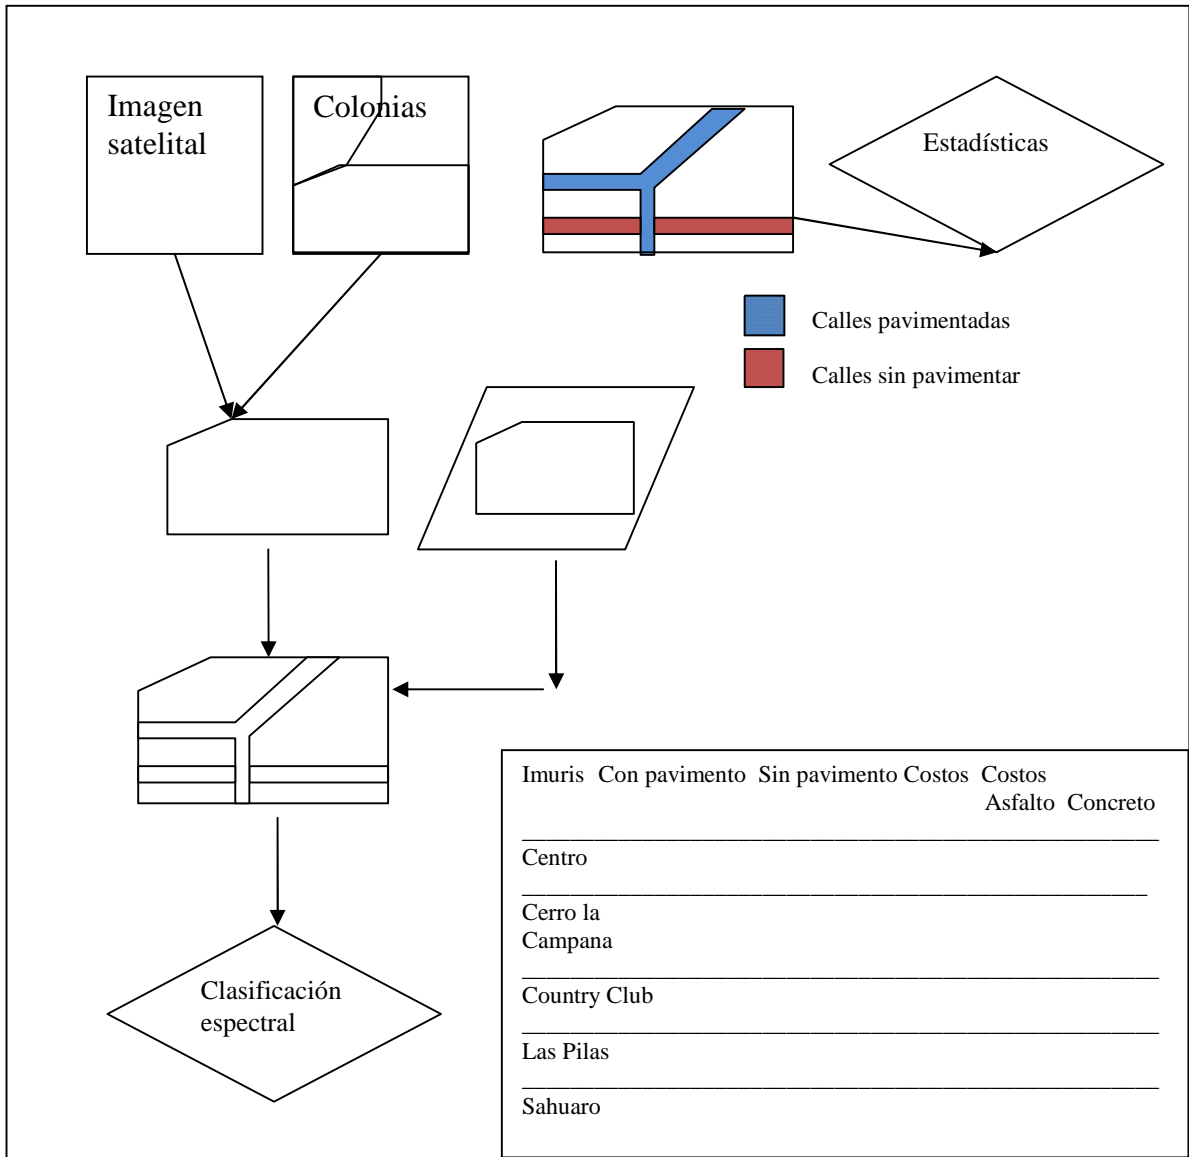 Imagen
satelital
Colonias
Estadísticas
Calles pavimentadas
Calles sin pavimentar
Clasificación
espectral
Imuris Con pavimento Sin pavimento Costos Costos
Asfalto Concreto
Centro
Cerro la
Campana
Country Club
Las Pilas
Sahuaro